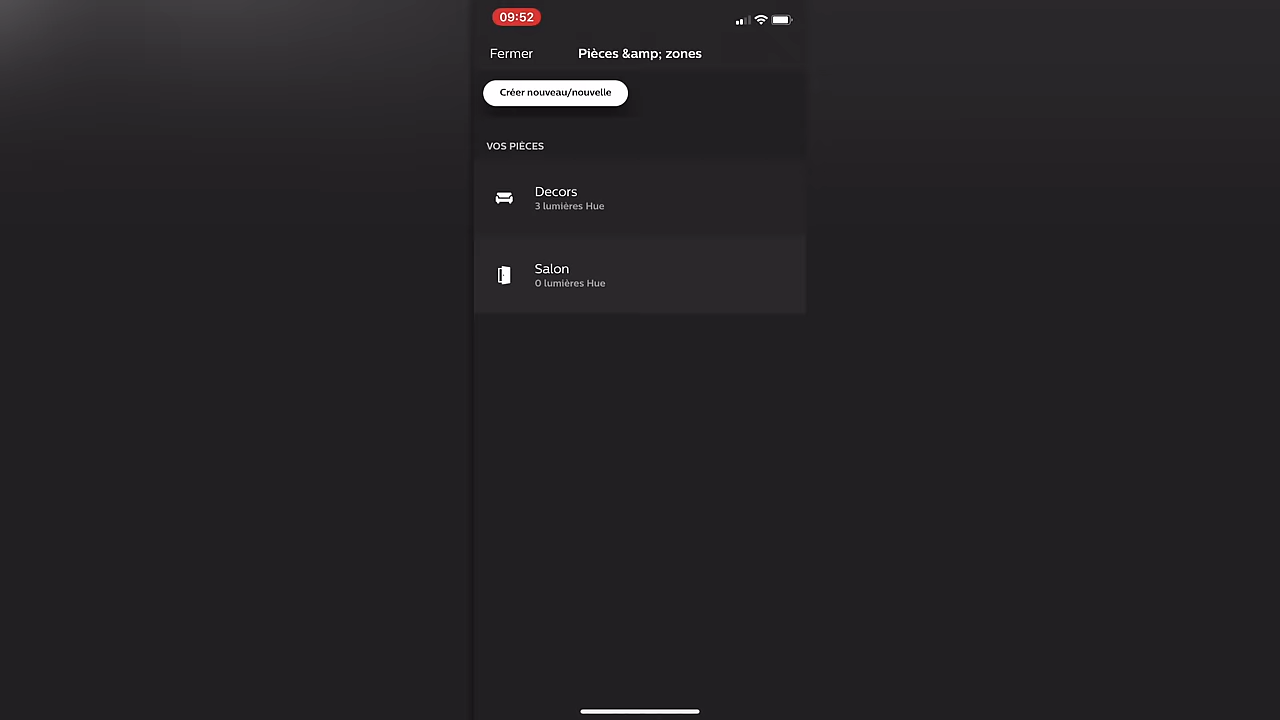 09:52
Fermer
Pièces &amp; zones
Créer nouveau/nouvelle
VOS PIÈCES
Decors
3 lumières Hue
Salon
0 lumières Hue